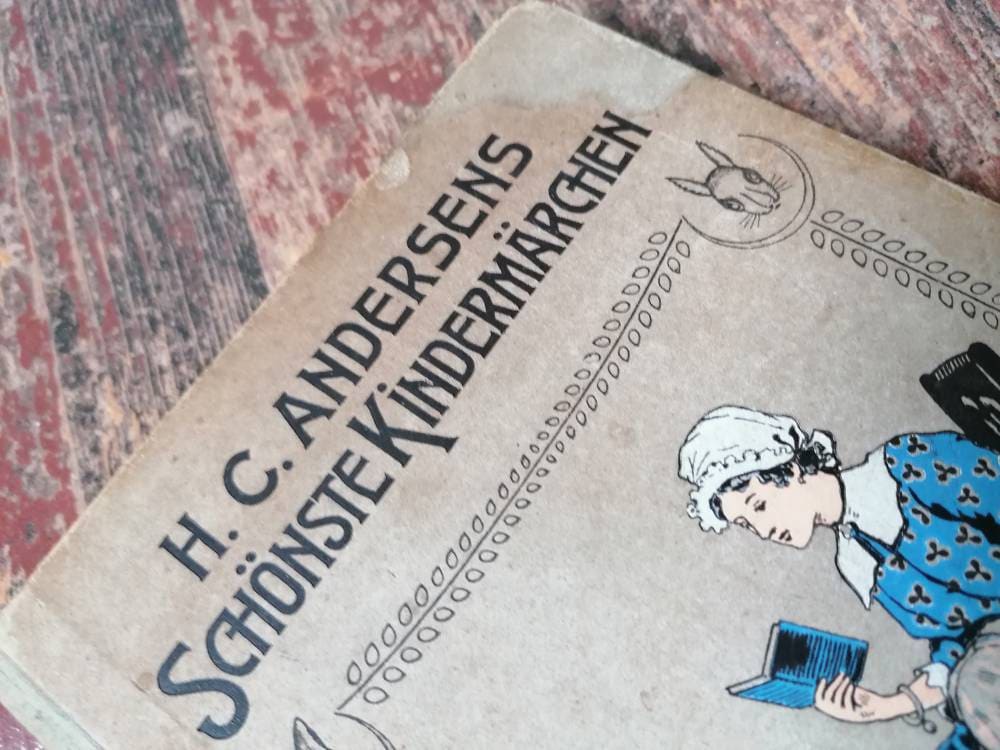 H. C. ANDERSENS
SCHÖNSTE KINDERMÄRCHEN